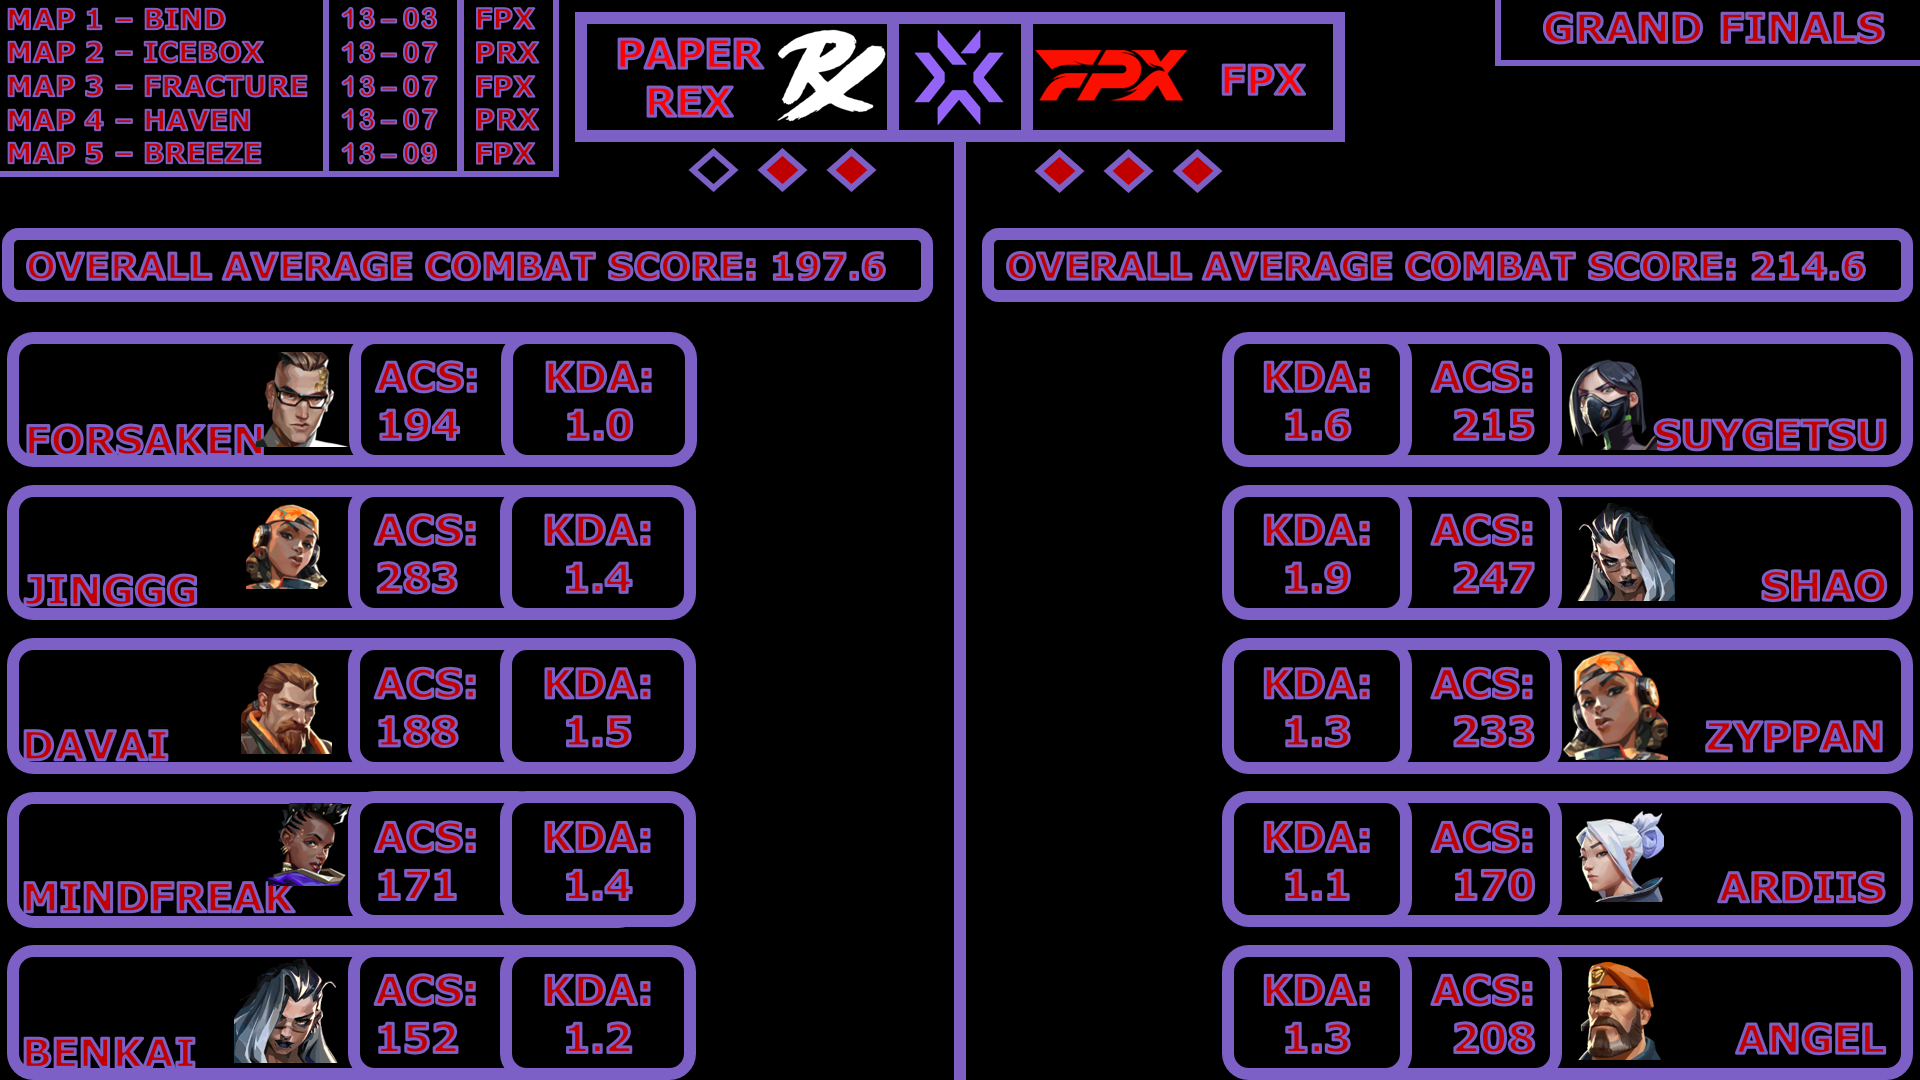 MAP 1 – BIND 13–03 FPX
MAP 2 – ICEBOX 13–07 PRX
MAP 3 – FRACTURE 13–07 FPX
MAP 4 – HAVEN 13–07 PRX
MAP 5 – BREEZE 13–09 FPX
PAPER
REX
RX
FPX
FPX
GRAND FINALS
OVERALL AVERAGE COMBAT SCORE: 197.6
FORSAKEN
ACS:
194
KDA:
1.0
JINGGG
ACS:
283
KDA:
1.4
DAVAI
ACS:
188
KDA:
1.5
MINDFREAK
ACS:
171
KDA:
1.4
BENKAI
ACS:
152
KDA:
1.2
OVERALL AVERAGE COMBAT SCORE: 214.6
KDA:
1.6
ACS:
215
SUYGETSU
KDA:
1.9
ACS:
247
SHAO
KDA:
1.3
ACS:
233
ZYPPAN
KDA:
1.1
ACS:
170
ARDIIS
KDA:
1.3
ACS:
208
ANGEL